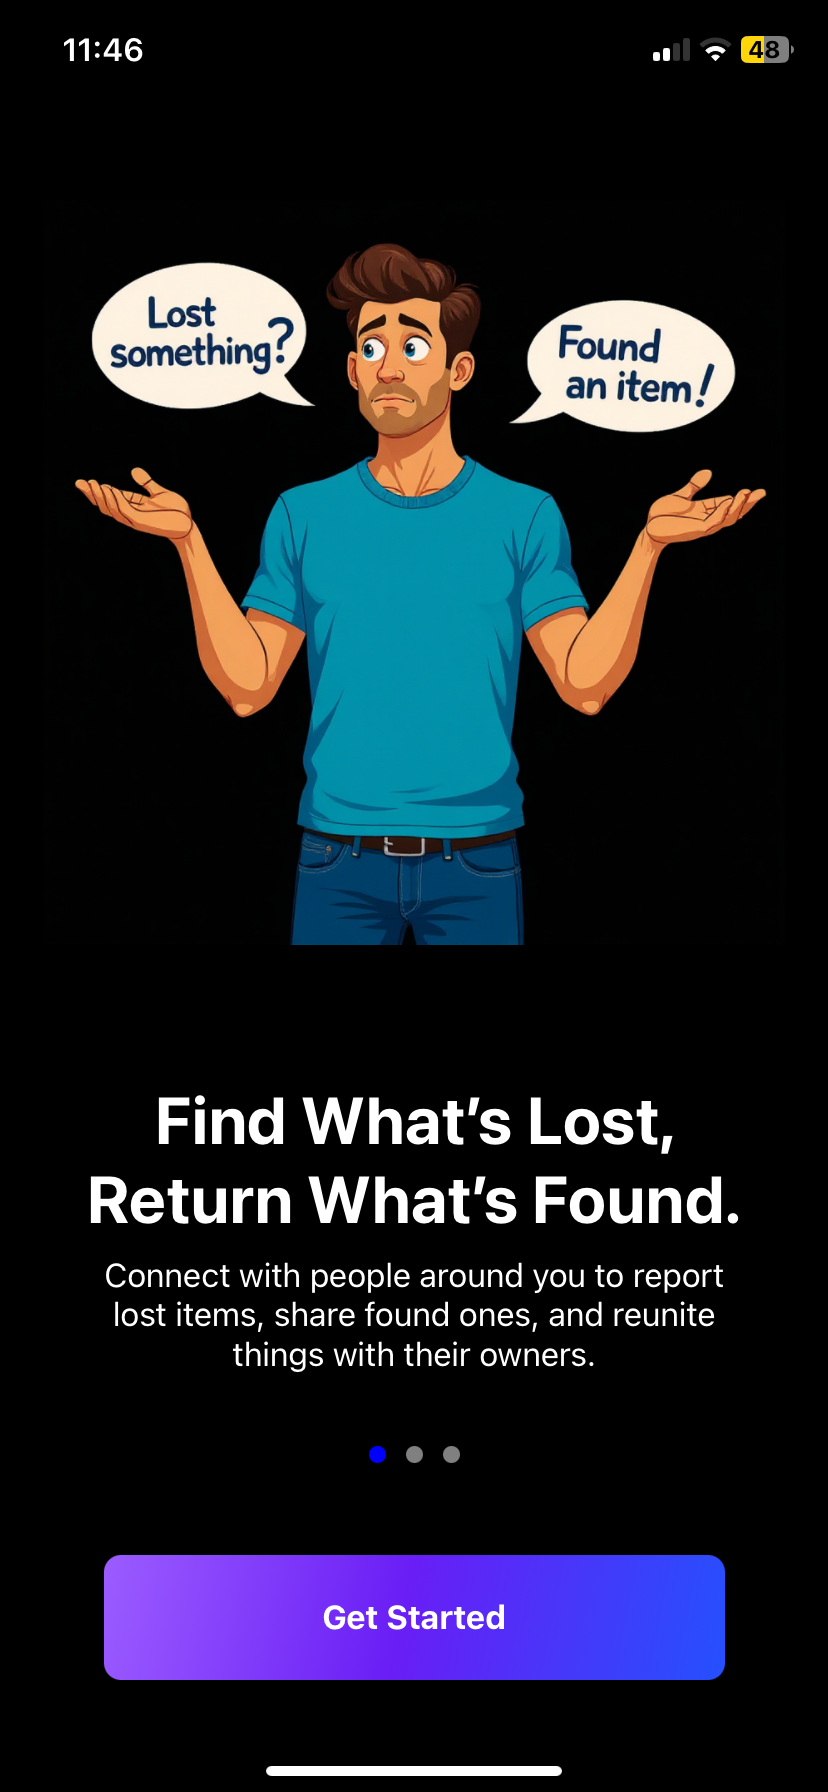 11:46
48
Lost
something?
Found
an item!
Find What’s Lost,
Return What’s Found.
Connect with people around you to report
lost items, share found ones, and reunite
things with their owners.
Get Started